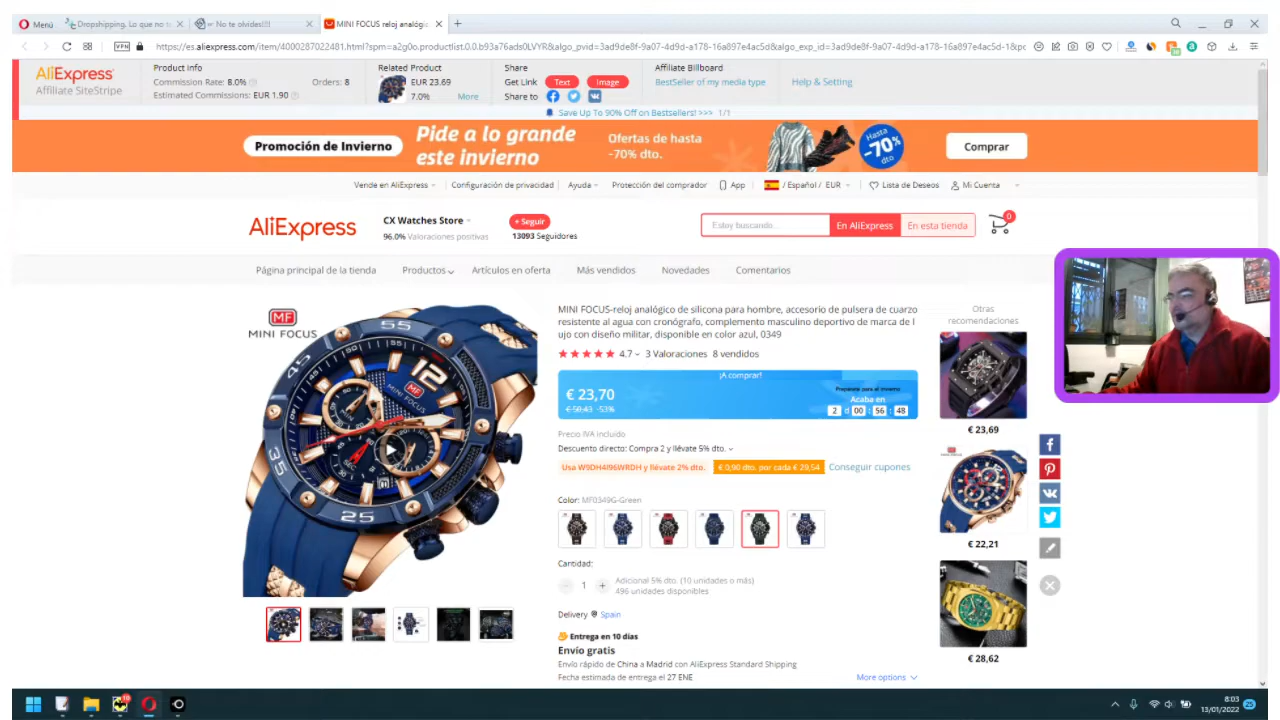 Menú
Dropshipping, Lo que no t
No te olvides!!!!
MINI FOCUS reloj analógic
VPN
https://es.aliexpress.com/item/4000287022481.html?spm=a2g0o.productlist.0.0.b93a76ads0LVYR&algo_pvid=3ad9de8f-9a07-4d9d-a178-16a897e4ac5d&algo_exp_id=3ad9de8f-9a07-4d9d-a178-16a897e4ac5d-1&pc
AliExpress
Affiliate SiteStripe
Product info
Commission Rate: 8.0%
Orders: 8
Estimated Commissions: EUR 1.90
Related Product
EUR 23.69
7.0%
More
Share
Get Link
Text
Image
Share to
Affiliate Billboard
BestSeller of my media type
Help & Setting
Save Up To 90% Off on Bestsellers! >>> 1/1
Promoción de Invierno
Pide a lo grande
este invierno
Ofertas de hasta
-70% dto.
Hasta
-70%
dto
Comprar
Vende en AliExpress
Configuración de privacidad
Ayuda
Protección del comprador
App
/ Español / EUR
Lista de Deseos
Mi Cuenta
AliExpress
CX Watches Store
96.0% Valoraciones positivas
+ Seguir
13093 Seguidores
Estoy buscando...
En AliExpress
En esta tienda
0
Página principal de la tienda
Productos
Artículos en oferta
Más vendidos
Novedades
Comentarios
MF
MINI FOCUS
55
12
45
35
25
MF
MINI FOCUS
MINI FOCUS-reloj analógico de silicona para hombre, accesorio de pulsera de cuarzo
resistente al agua con cronógrafo, complemento masculino deportivo de marca de l
ujo con diseño militar, disponible en color azul, 0349
4.7
3 Valoraciones
8 vendidos
¡A comprar!
€ 23,70
€ 50,43 -53%
Prepárate para el invierno
Acaba en
2 d 00 : 56 : 48
Precio IVA incluido
Descuento directo: Compra 2 y llévate 5% dto.
Usa W9DH4I96WRDH y llévate 2% dto.
€ 0,90 dto. por cada € 29,54
Conseguir cupones
Color: MF0349G-Green
Cantidad:
1
Adicional 5% dto. (10 unidades o más)
496 unidades disponibles
Delivery
Spain
Entrega en 10 días
Envío gratis
Envío rápido de China a Madrid con AliExpress Standard Shipping
Fecha estimada de entrega el 27 ENE
More options
Otras
recomendaciones
€ 23,69
€ 22,21
€ 28,62
8:03
13/01/2022
25